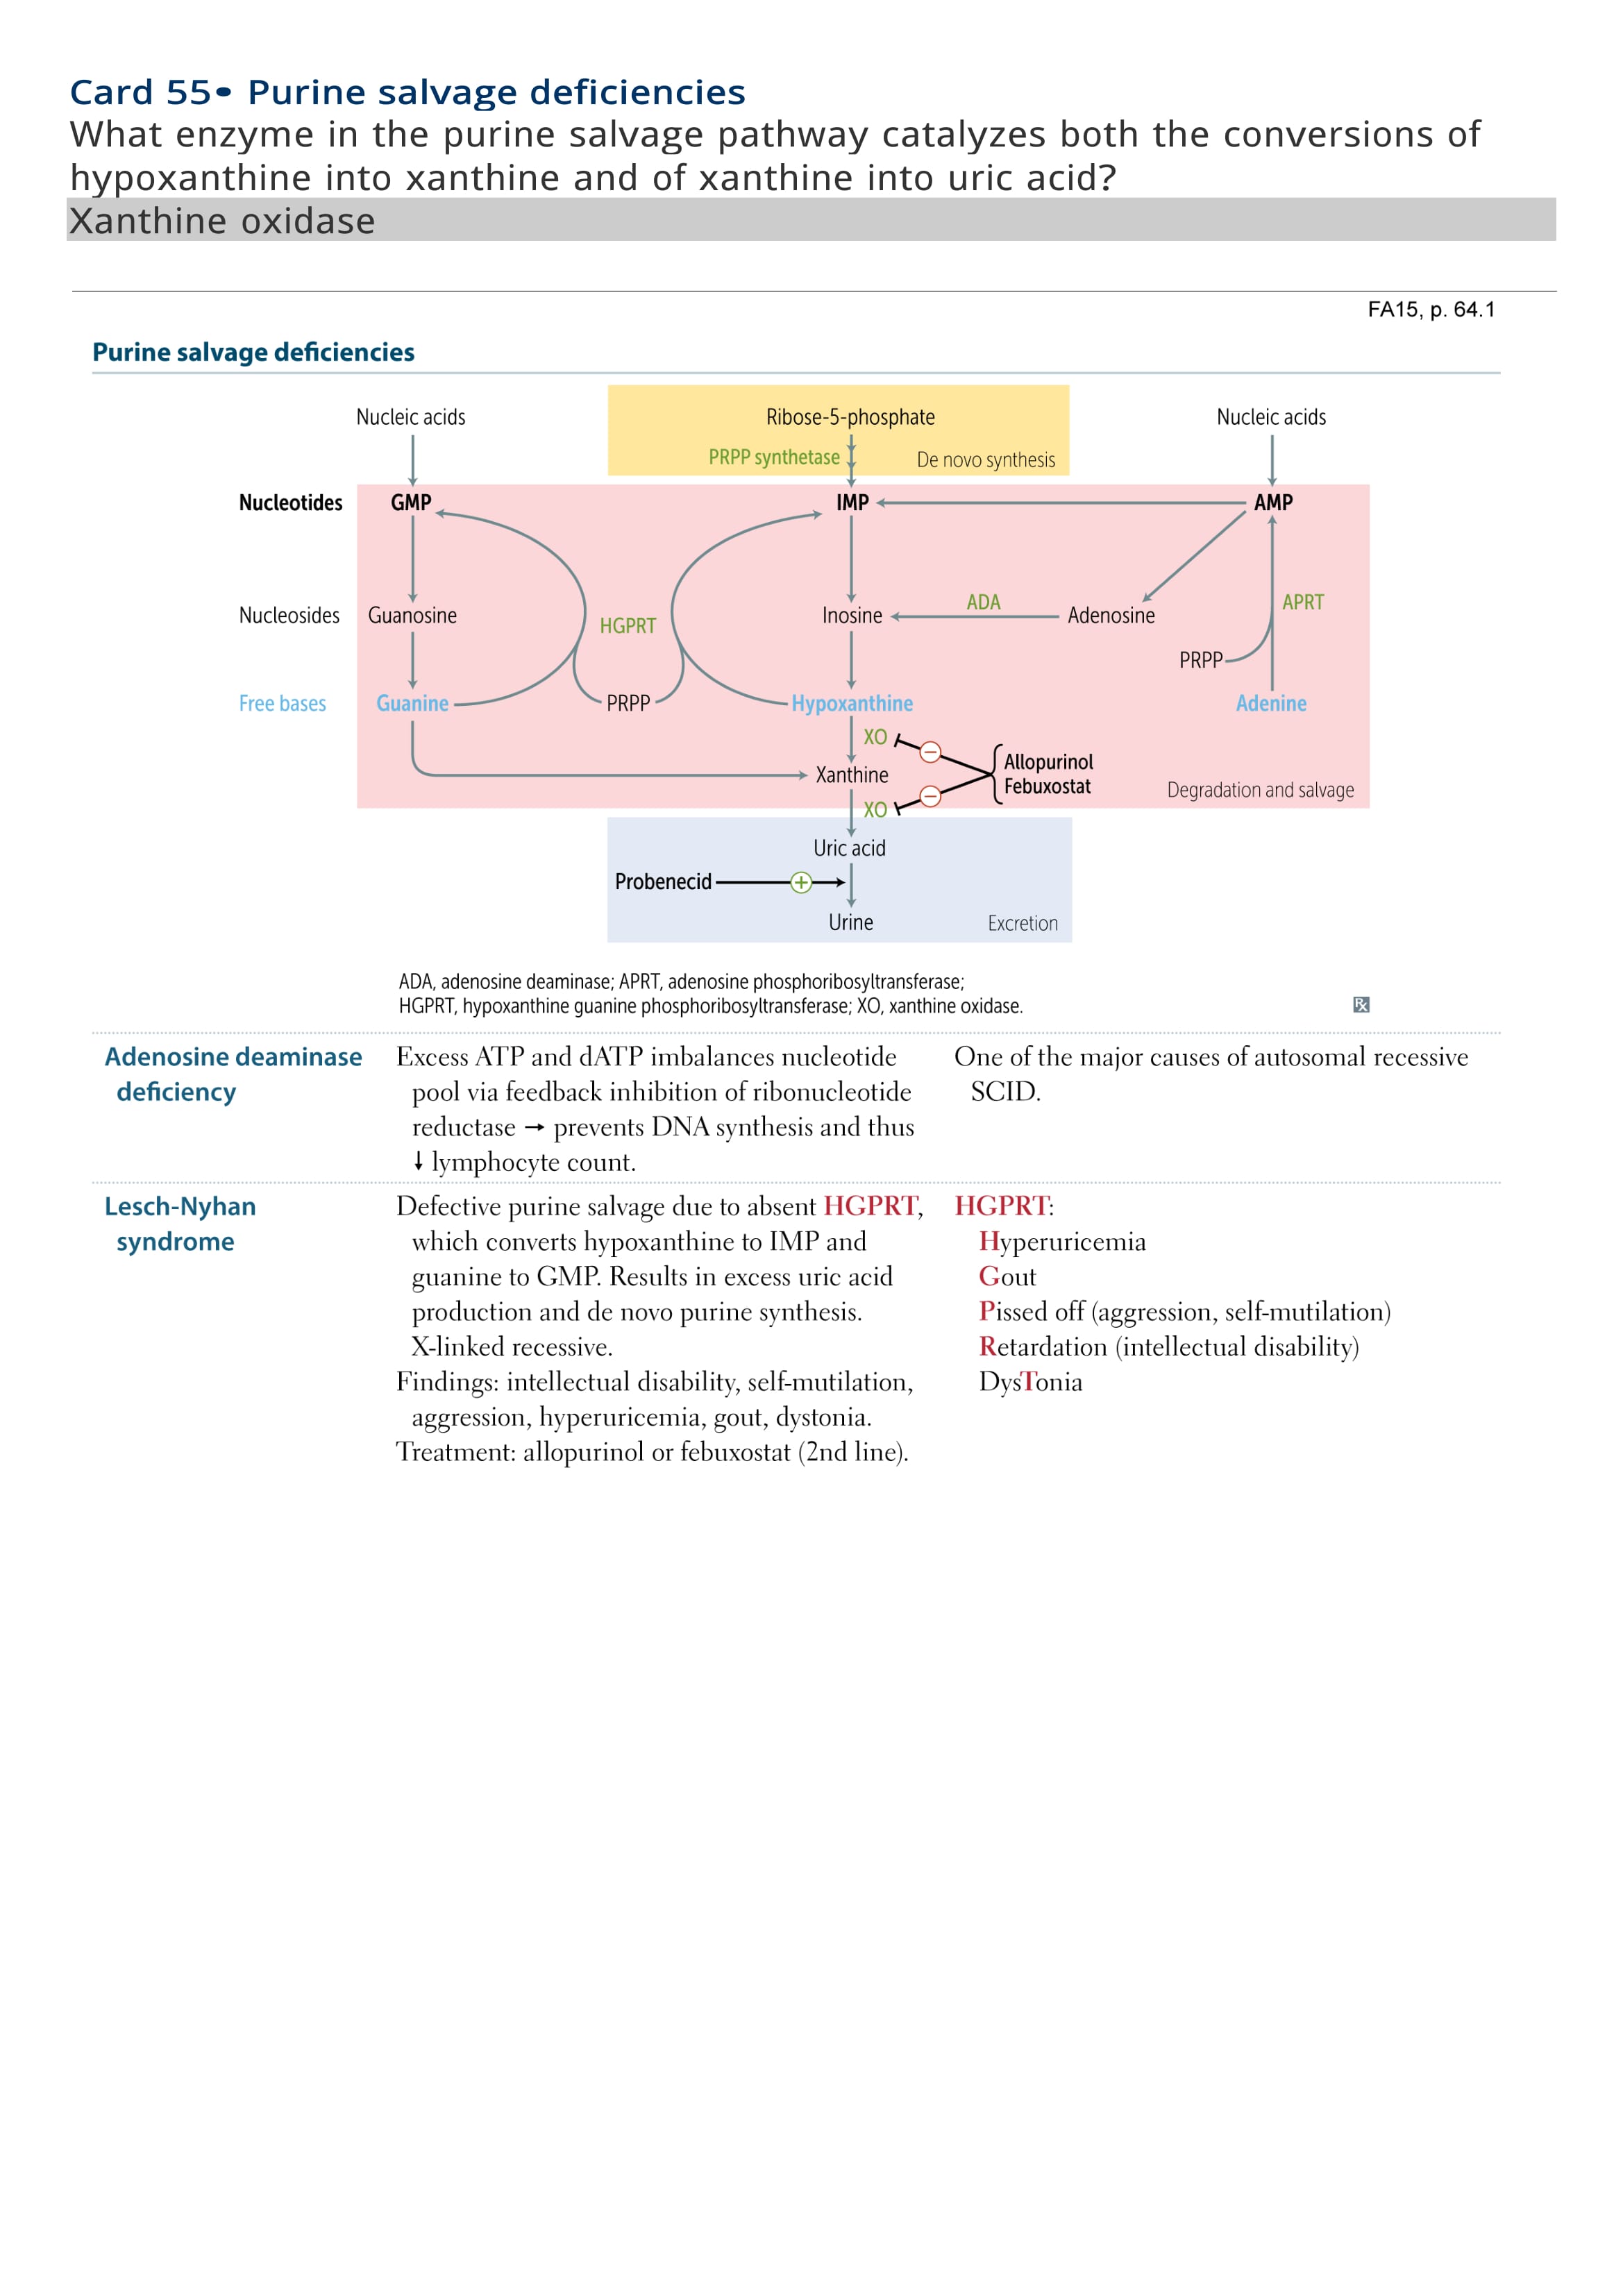 Card 55• Purine salvage deficiencies
What enzyme in the purine salvage pathway catalyzes both the conversions of
hypoxanthine into xanthine and of xanthine into uric acid?
Xanthine oxidase
FA15, p. 64.1
Purine salvage deficiencies
Nucleic acids
Ribose-5-phosphate
Nucleic acids
PRPP synthetase
De novo synthesis
Nucleotides
GMP
IMP
AMP
Nucleosides
Guanosine
HGPRT
Inosine
ADA
Adenosine
APRT
PRPP
Free bases
Guanine
PRPP
Hypoxanthine
Adenine
XO
−
Allopurinol
Febuxostat
Xanthine
Degradation and salvage
XO
−
Uric acid
Probenecid
+
Urine
Excretion
ADA, adenosine deaminase; APRT, adenosine phosphoribosyltransferase;
HGPRT, hypoxanthine guanine phosphoribosyltransferase; XO, xanthine oxidase.
Rx
Adenosine deaminase
deficiency
Excess ATP and dATP imbalances nucleotide
pool via feedback inhibition of ribonucleotide
reductase → prevents DNA synthesis and thus
↓ lymphocyte count.
One of the major causes of autosomal recessive
SCID.
Lesch-Nyhan
syndrome
Defective purine salvage due to absent HGPRT,
which converts hypoxanthine to IMP and
guanine to GMP. Results in excess uric acid
production and de novo purine synthesis.
X-linked recessive.
Findings: intellectual disability, self-mutilation,
aggression, hyperuricemia, gout, dystonia.
Treatment: allopurinol or febuxostat (2nd line).
HGPRT:
Hyperuricemia
Gout
Pissed off (aggression, self-mutilation)
Retardation (intellectual disability)
DysTonia